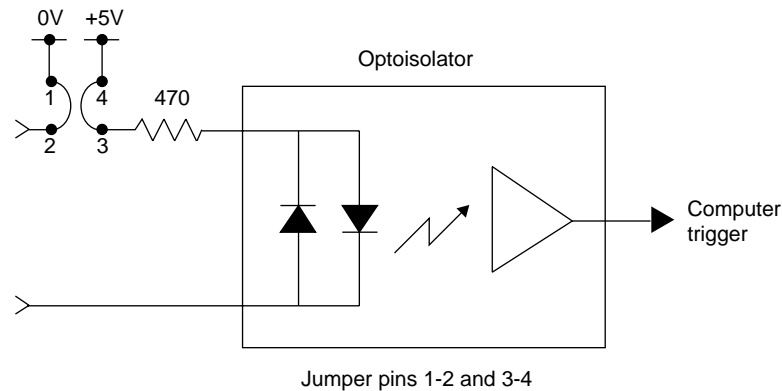 0V +5V
Optoisolator
1 4 470
2 3
Computer
trigger
Jumper pins 1-2 and 3-4